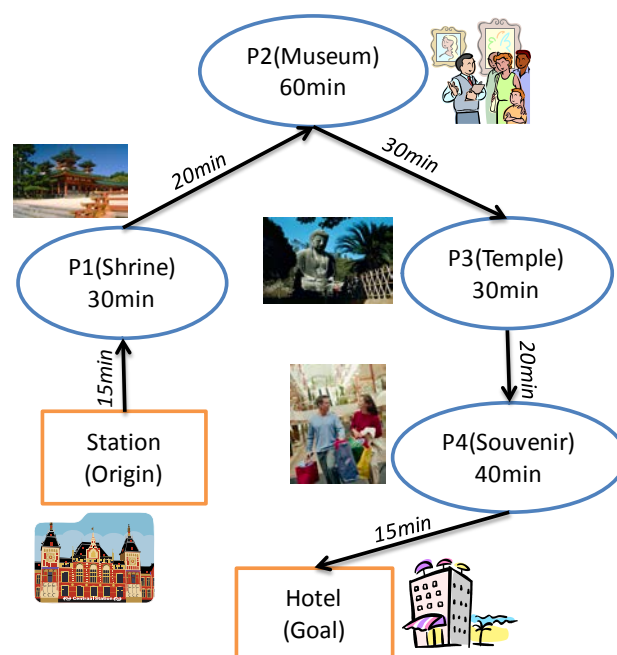 P2(Museum)
60min
20min
30min
P1(Shrine)
30min
P3(Temple)
30min
15min
20min
Station
(Origin)
P4(Souvenir)
40min
15min
Hotel
(Goal)